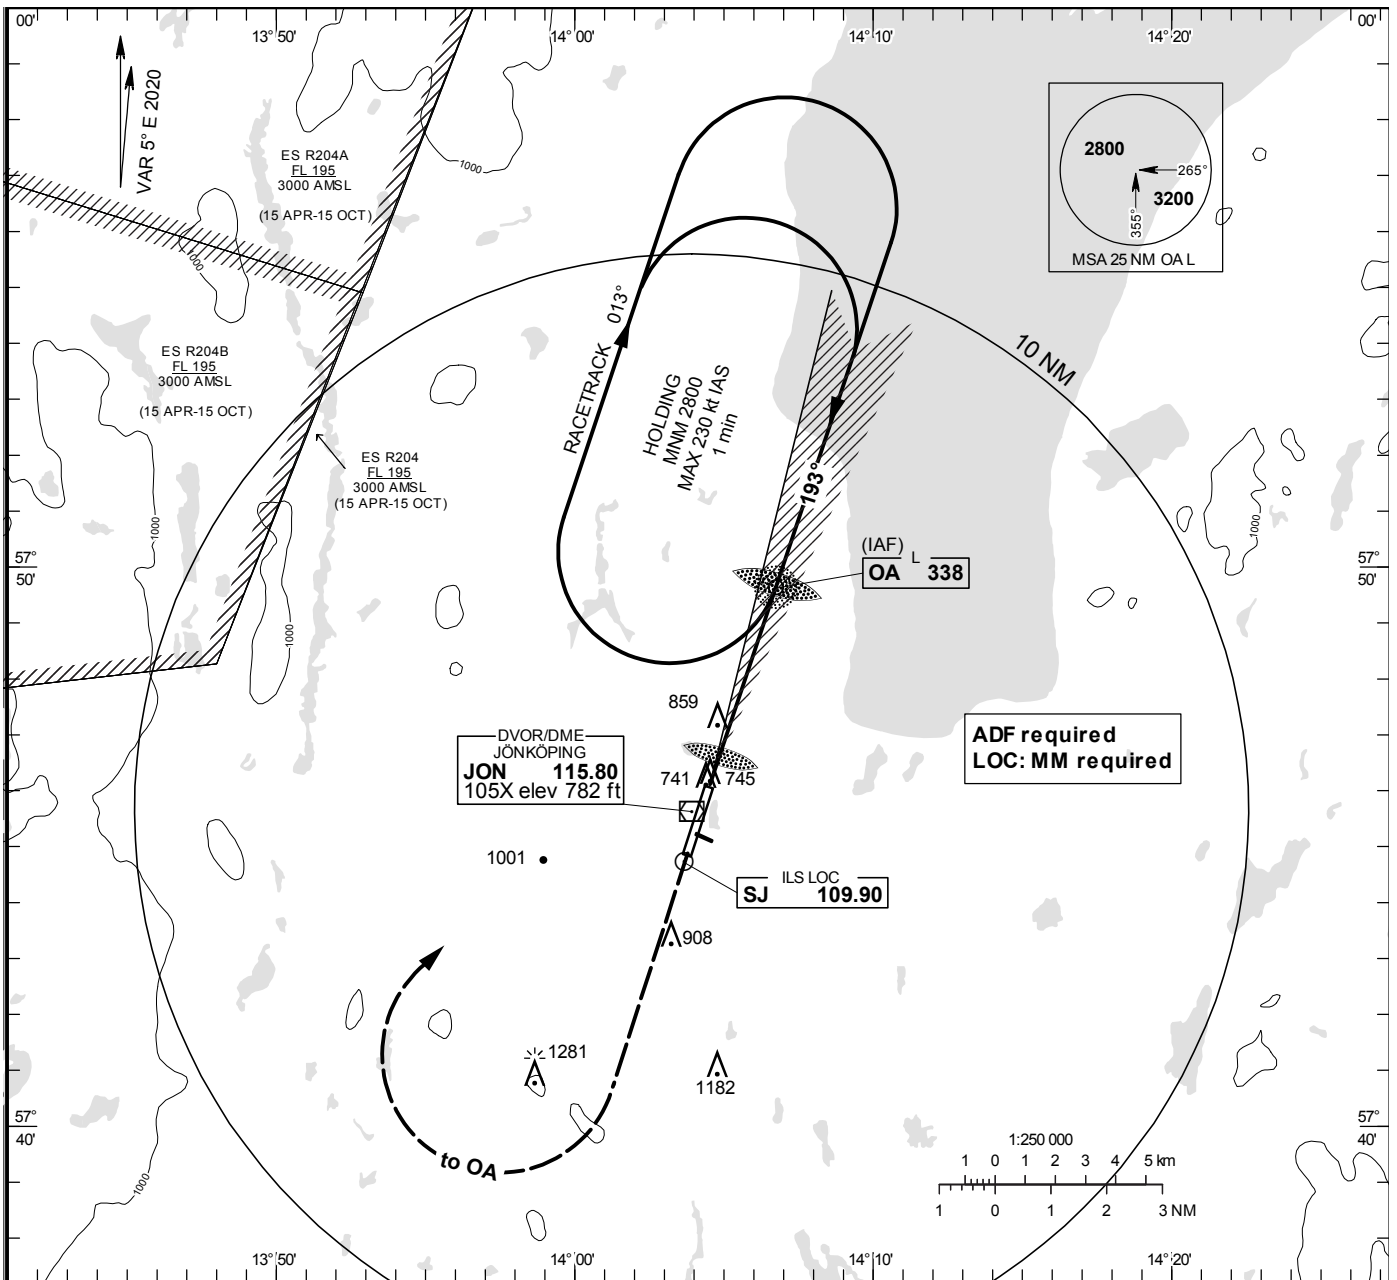 00'
13°50'
14°00'
14°10'
14°20'
00'
VAR 5° E 2020
ES R204A
FL 195
3000 AMSL
(15 APR-15 OCT)
1000
1000
2800
265°
3200
355°
MSA 25 NM OA L
ES R204B
FL 195
3000 AMSL
(15 APR-15 OCT)
ES R204
FL 195
3000 AMSL
(15 APR-15 OCT)
RACETRACK 013°
HOLDING
MNM 2800
MAX 230 kt IAS
1 min
10 NM
193°
1000
1000
1000
57°
50'
(IAF)
L
OA 338
57°
50'
859
DVOR/DME
JÖNKÖPING
JON 115.80
105X elev 782 ft
741
745
ADF required
LOC: MM required
1001
ILS LOC
SJ 109.90
908
1281
1182
to OA
57°
40'
57°
40'
1000
1:250 000
1 0 1 2 3 4 5 km
1 0 1 2 3 NM
13°50'
14°00'
14°10'
14°20'